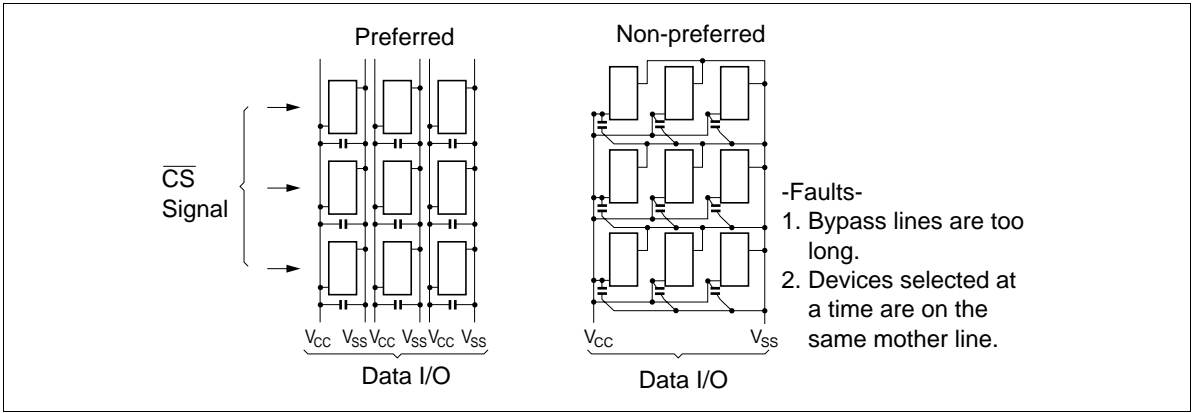 Preferred
Non-preferred
C̅S̅
Signal
-Faults-
1. Bypass lines are too
long.
2. Devices selected at
a time are on the
same mother line.
VCC VSS VCC VSS VCC VSS
VCC VSS
Data I/O
Data I/O